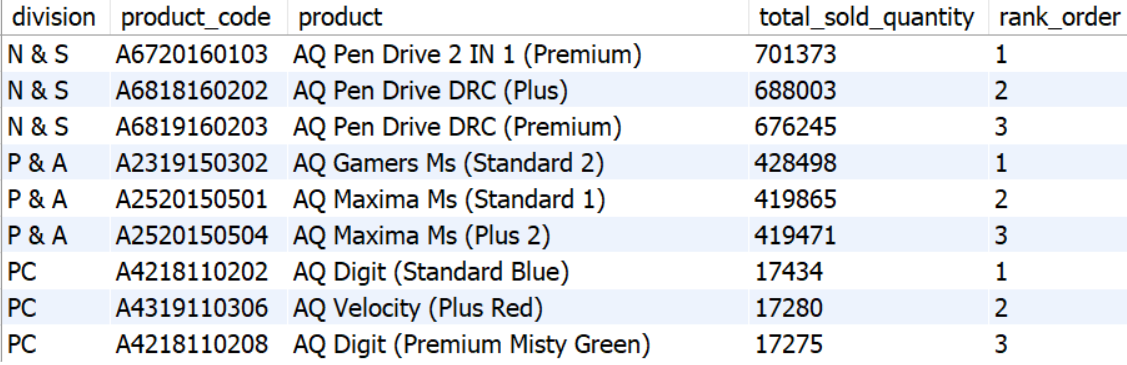 division product_code product total_sold_quantity rank_order
N & S A6720160103 AQ Pen Drive 2 IN 1 (Premium) 701373 1
N & S A6818160202 AQ Pen Drive DRC (Plus) 688003 2
N & S A6819160203 AQ Pen Drive DRC (Premium) 676245 3
P & A A2319150302 AQ Gamers Ms (Standard 2) 428498 1
P & A A2520150501 AQ Maxima Ms (Standard 1) 419865 2
P & A A2520150504 AQ Maxima Ms (Plus 2) 419471 3
PC A4218110202 AQ Digit (Standard Blue) 17434 1
PC A4319110306 AQ Velocity (Plus Red) 17280 2
PC A4218110208 AQ Digit (Premium Misty Green) 17275 3